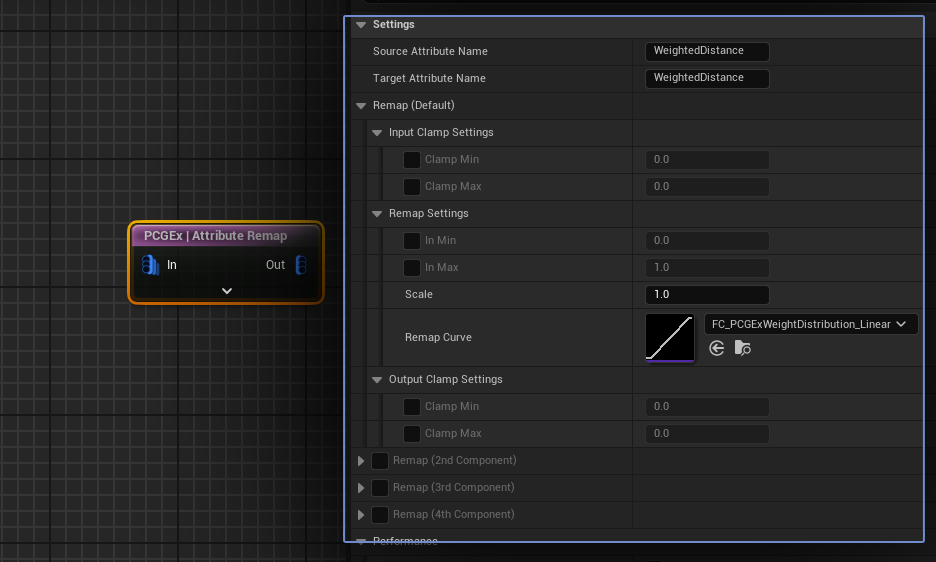 Settings
Source Attribute Name WeightedDistance
Target Attribute Name WeightedDistance
Remap (Default)
Input Clamp Settings
Clamp Min 0.0
Clamp Max 0.0
Remap Settings
PCGEx | Attribute Remap
In Out
In Min 0.0
In Max 1.0
Scale 1.0
Remap Curve FC_PCGExWeightDistribution_Linear
Output Clamp Settings
Clamp Min 0.0
Clamp Max 0.0
Remap (2nd Component)
Remap (3rd Component)
Remap (4th Component)
Performance